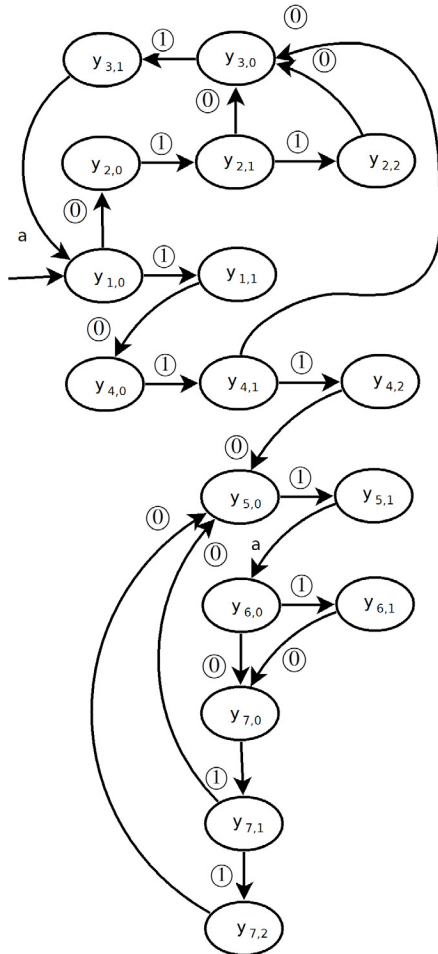 ⓪
① ⓪
y3,1 y3,0
⓪ ① ①
y2,0 y2,1 y2,2
a ⓪
①
y1,0 y1,1
⓪
① ①
y4,0 y4,1 y4,2
⓪
①
y5,0 y5,1
⓪ ⓪ a
①
y6,0 y6,1
⓪ ⓪
y7,0
①
y7,1
①
y7,2